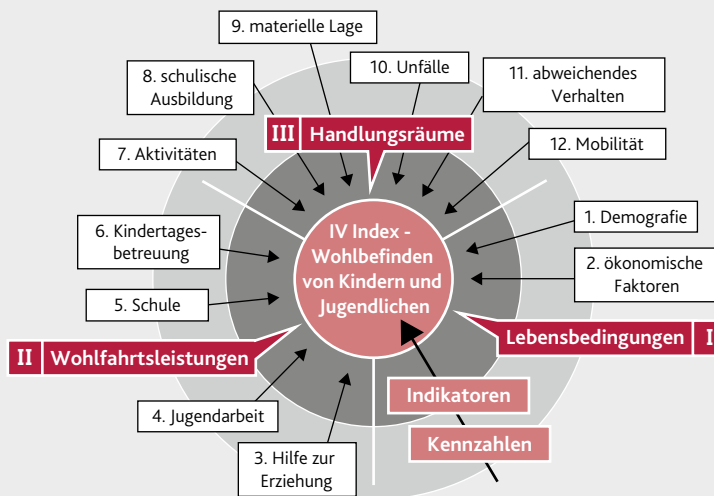 9. materielle Lage
8. schulische
Ausbildung
10. Unfälle
11. abweichendes
Verhalten
III Handlungsräume
7. Aktivitäten
12. Mobilität
6. Kindertages-
betreuung
IV Index -
Wohlbefinden
von Kindern und
Jugendlichen
1. Demografie
2. ökonomische
Faktoren
5. Schule
II Wohlfahrtsleistungen
Lebensbedingungen I
4. Jugendarbeit
Indikatoren
3. Hilfe zur
Erziehung
Kennzahlen